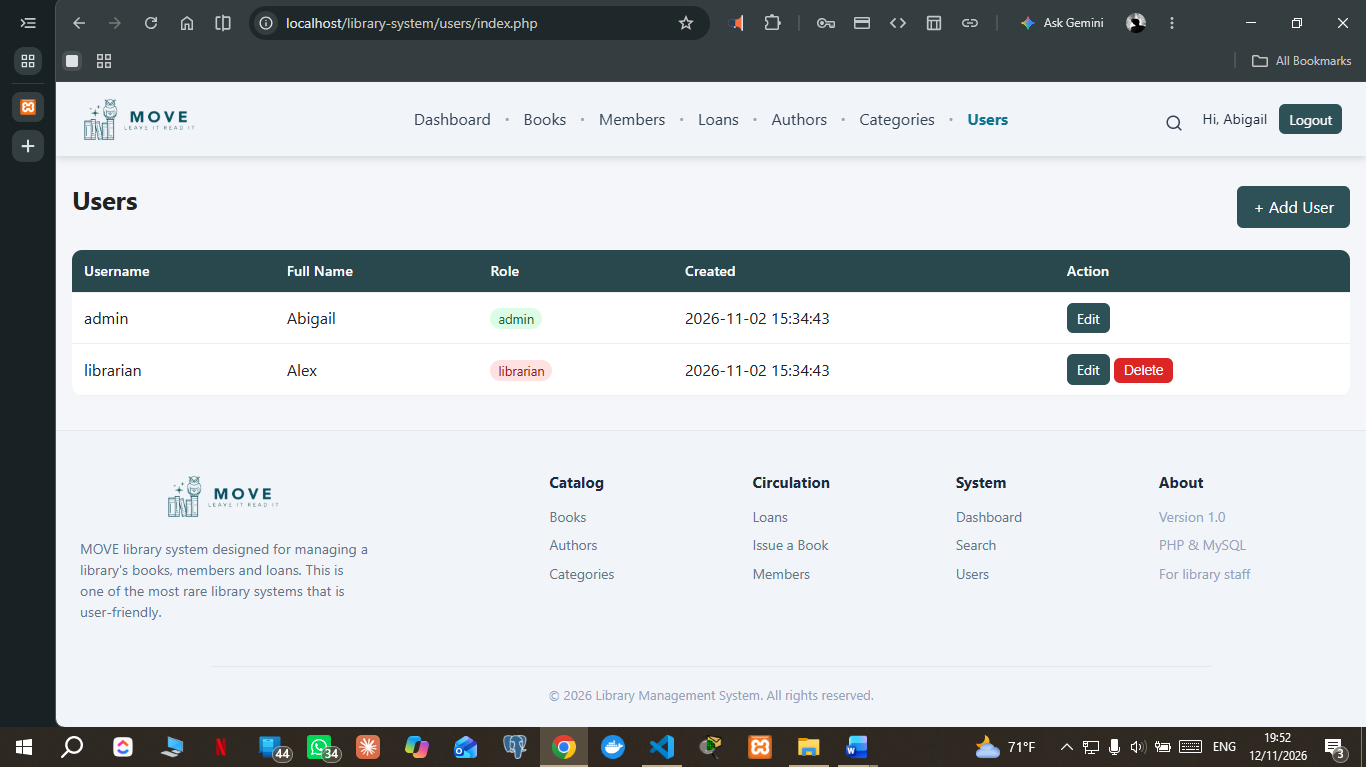 localhost/library-system/users/index.php
Ask Gemini
All Bookmarks
MOVE
LEAVE IT READ IT
Dashboard • Books • Members • Loans • Authors • Categories • Users
Hi, Abigail
Logout
Users
+ Add User
Username Full Name Role Created Action
admin Abigail admin 2026-11-02 15:34:43 Edit
librarian Alex librarian 2026-11-02 15:34:43 Edit Delete
MOVE
LEAVE IT READ IT
MOVE library system designed for managing a
library's books, members and loans. This is
one of the most rare library systems that is
user-friendly.
Catalog
Books
Authors
Categories
Circulation
Loans
Issue a Book
Members
System
Dashboard
Search
Users
About
Version 1.0
PHP & MySQL
For library staff
© 2026 Library Management System. All rights reserved.
44
34
71°F
ENG
19:52
12/11/2026
3